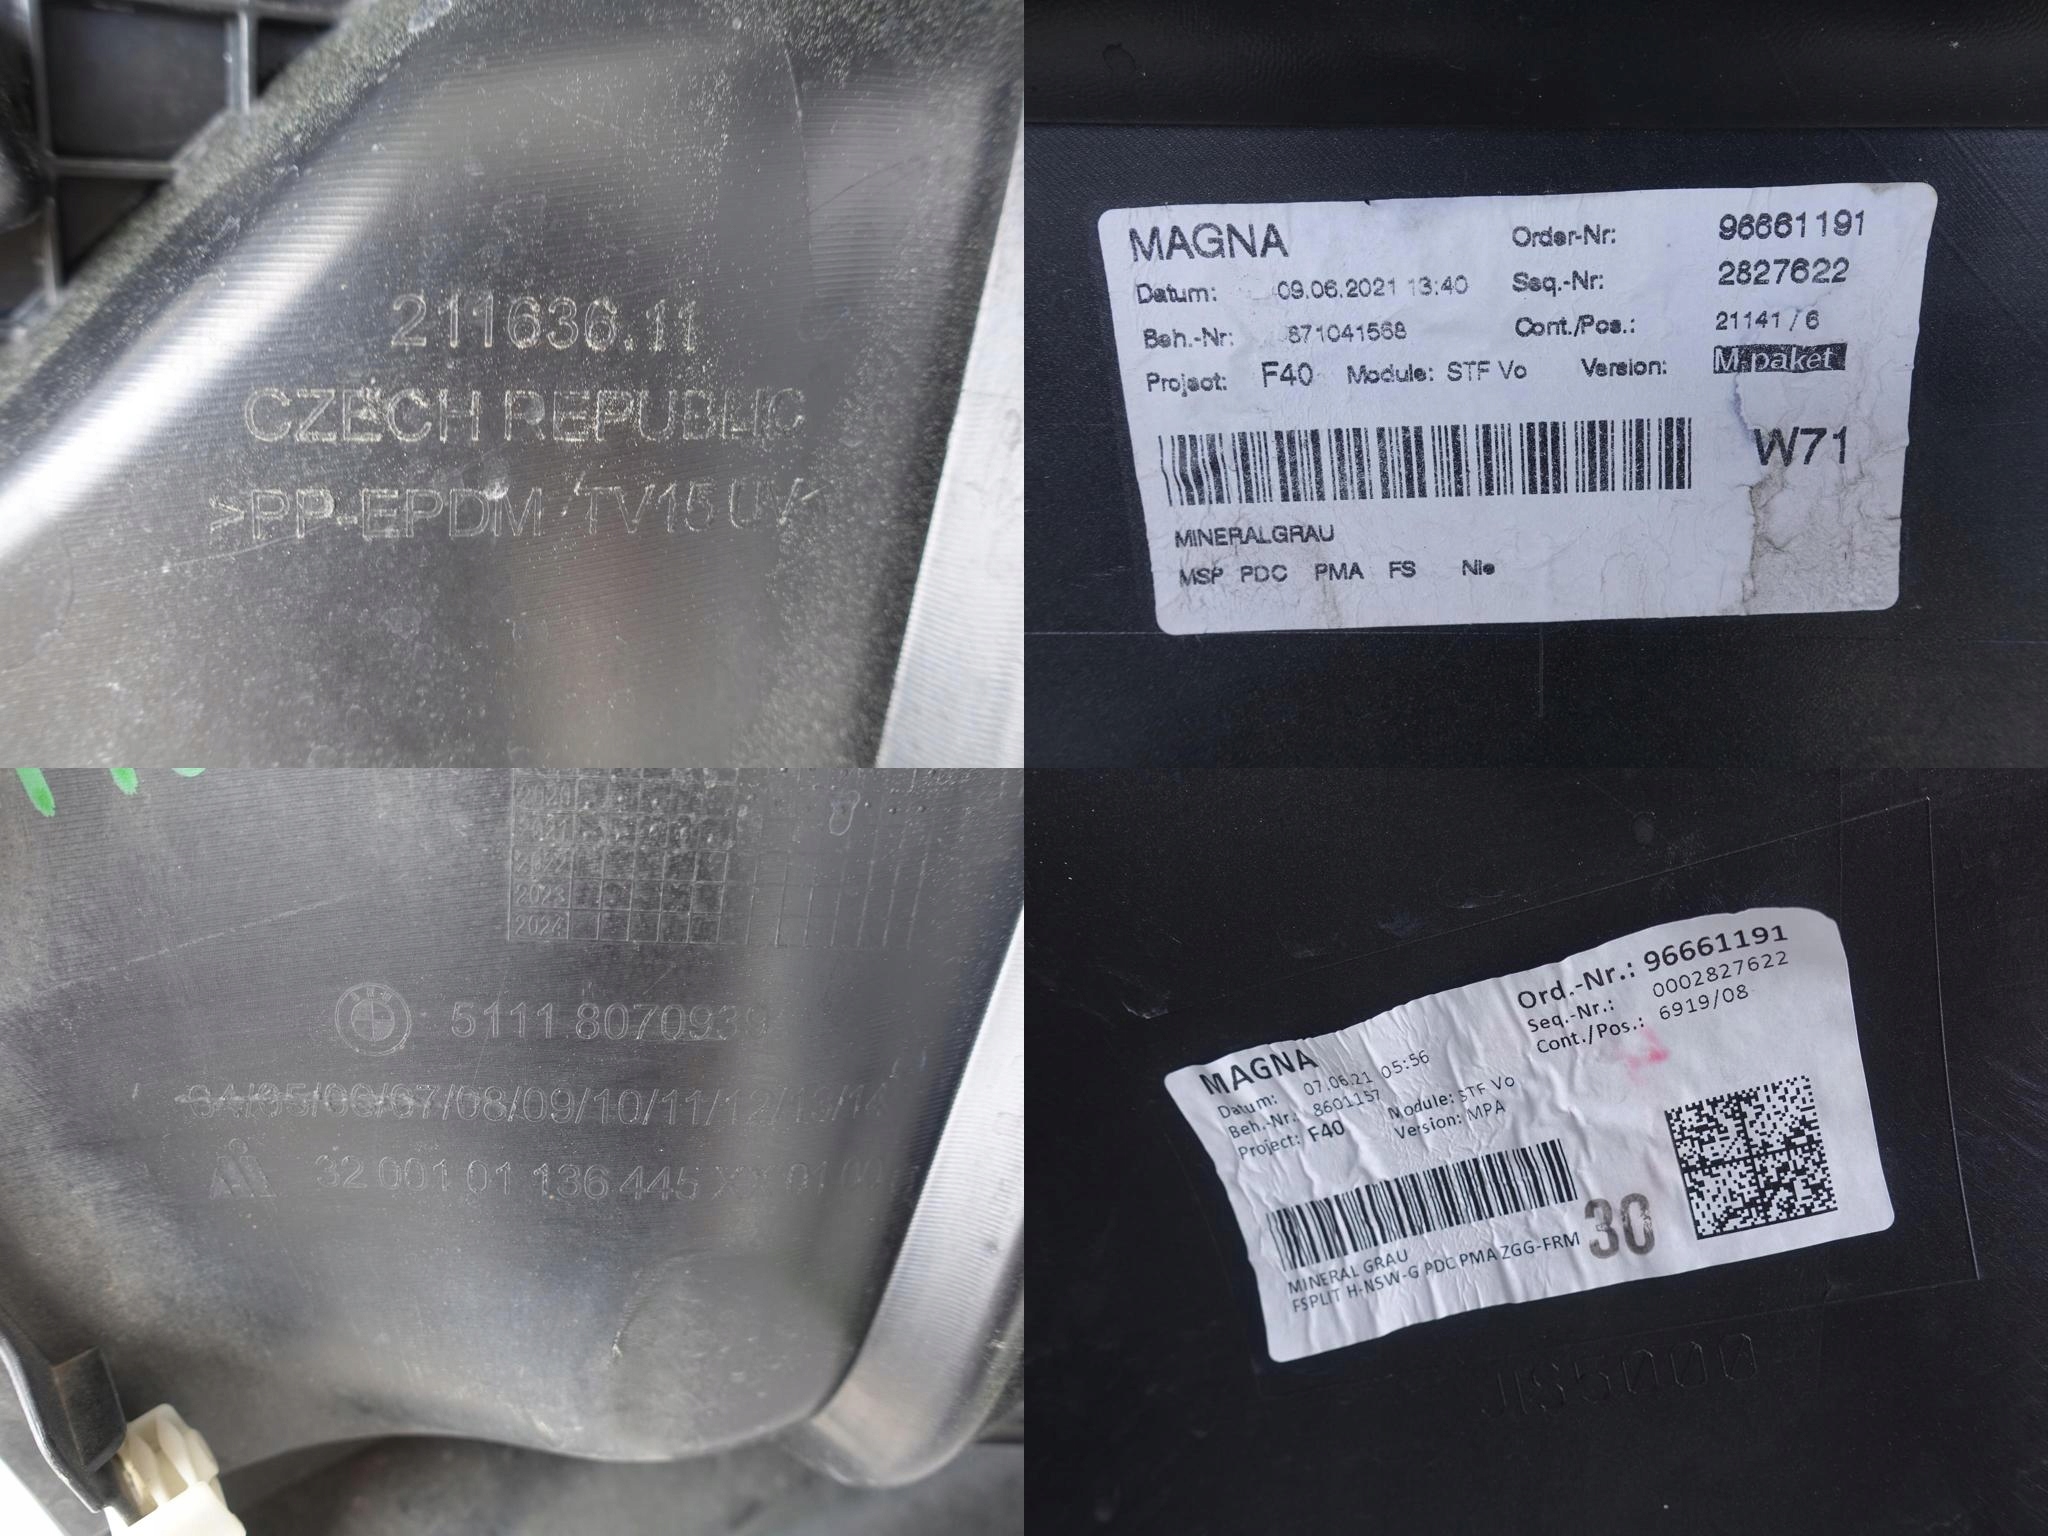 211636.11
CZECH REPUBLIC
>PP-EPDM TV15 UV<
MAGNA
Order-Nr: 96661191
Datum: 09.06.2021 13:40
Seq.-Nr: 2827622
Beh.-Nr: 871041568
Cont./Pos.: 21141 / 6
Project: F40 Module: STF Vo Version: M-paket
W71
MINERALGRAU
MSP PDC PMA FS Nie
2020
2021
2022
2023
2024
BMW
5111.8070939
04/05/06/07/08/09/10/11/12/13/14
32 001 01 136 445
MAGNA
Ord.-Nr.: 96661191
Datum: 07.06.21 05:56
Seq.-Nr.: 0002827622
Beh.-Nr.: 8601157 Module: STF Vo
Cont./Pos.: 6919/08
Project: F40 Version: MPA
30
MINERAL GRAU
FSPLIT H-NSW-G PDC PMA ZGG-FRM
JIS5000